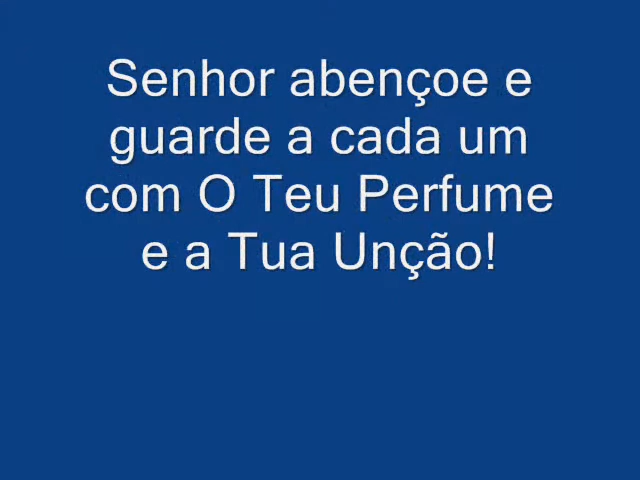 Senhor abençoe e
guarde a cada um
com O Teu Perfume
e a Tua Unção!